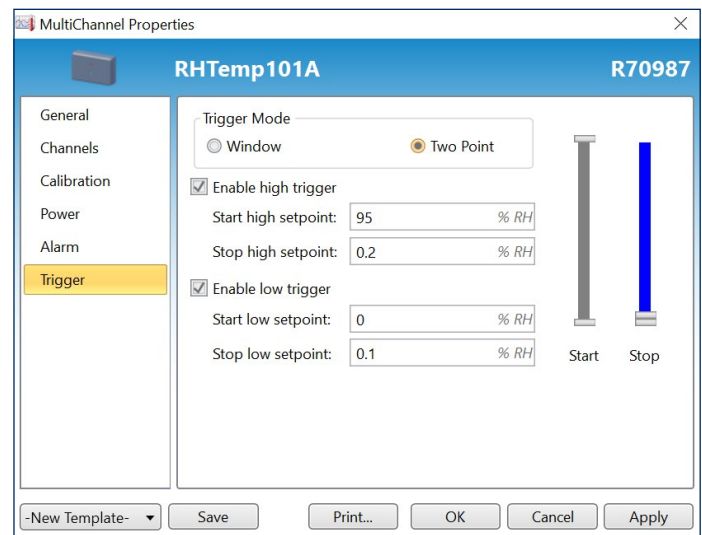 MultiChannel Properties
RHTemp101A R70987
General
Channels
Calibration
Power
Alarm
Trigger
Trigger Mode
Window Two Point
Enable high trigger
Start high setpoint: 95 % RH
Stop high setpoint: 0.2 % RH
Enable low trigger
Start low setpoint: 0 % RH
Stop low setpoint: 0.1 % RH
Start Stop
-New Template- Save Print... OK Cancel Apply